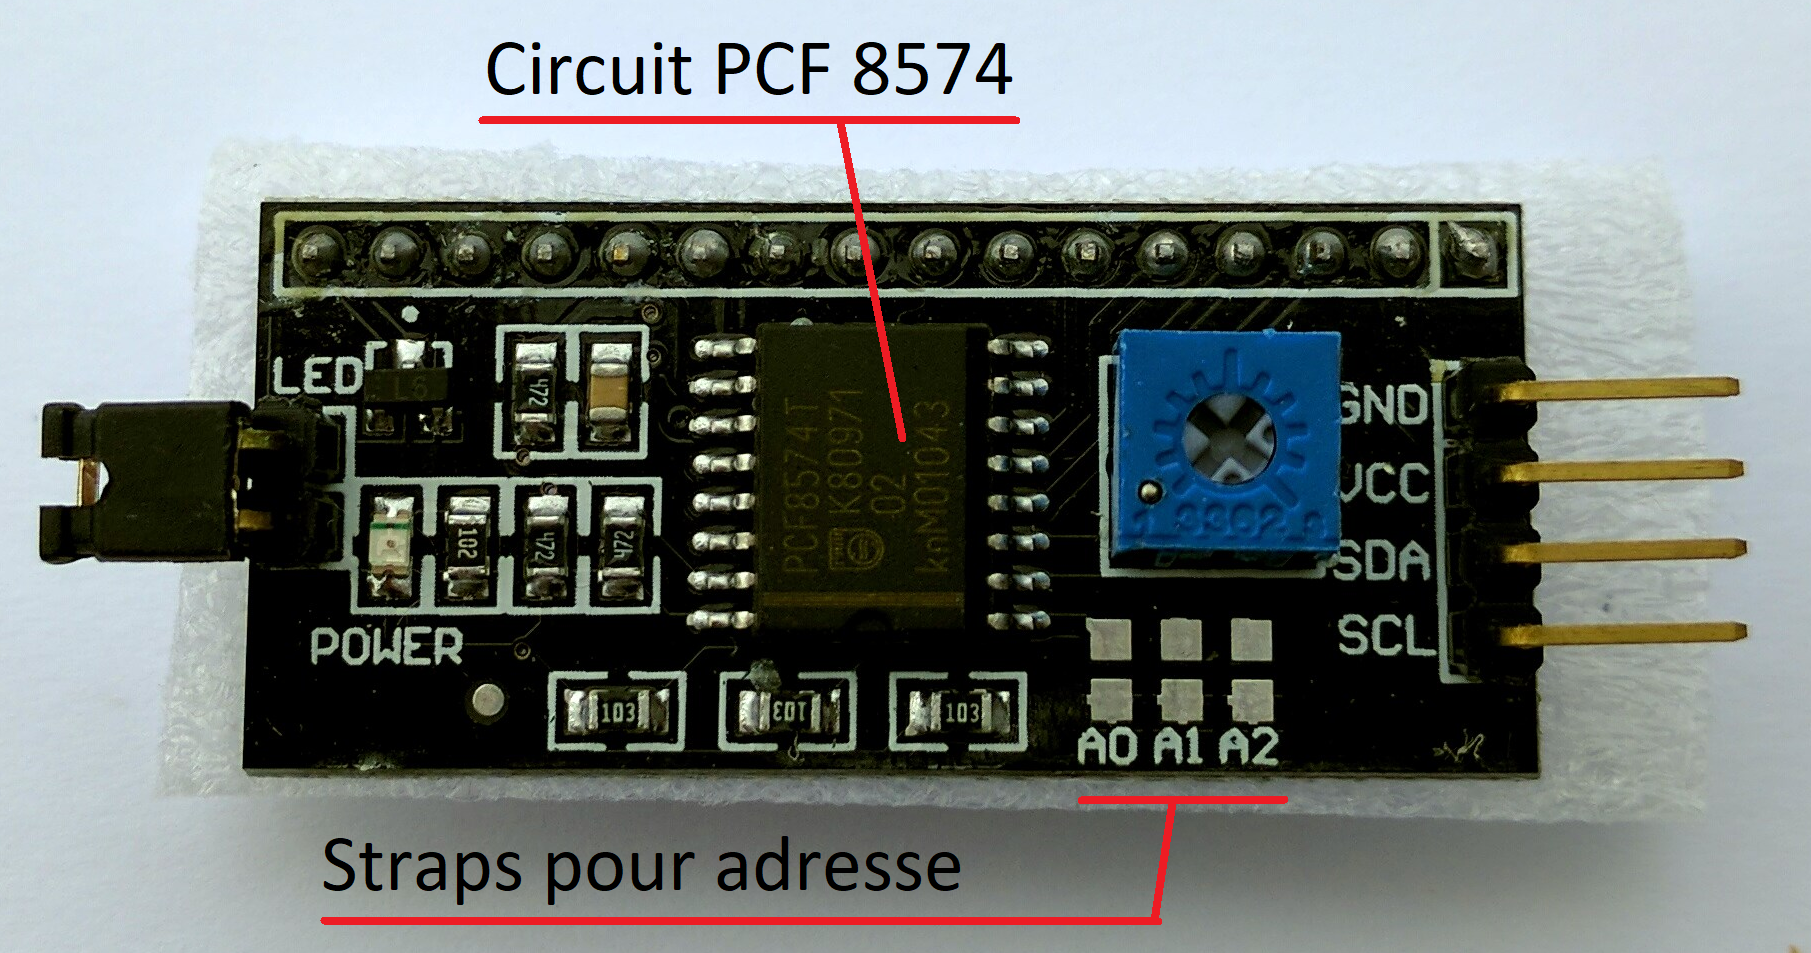 Circuit PCF 8574
LED
472
GND
VCC
SDA
SCL
PCF8574T
K80971
02
knM01043
102
472
472
POWER
103
103
103
A0 A1 A2
Straps pour adresse